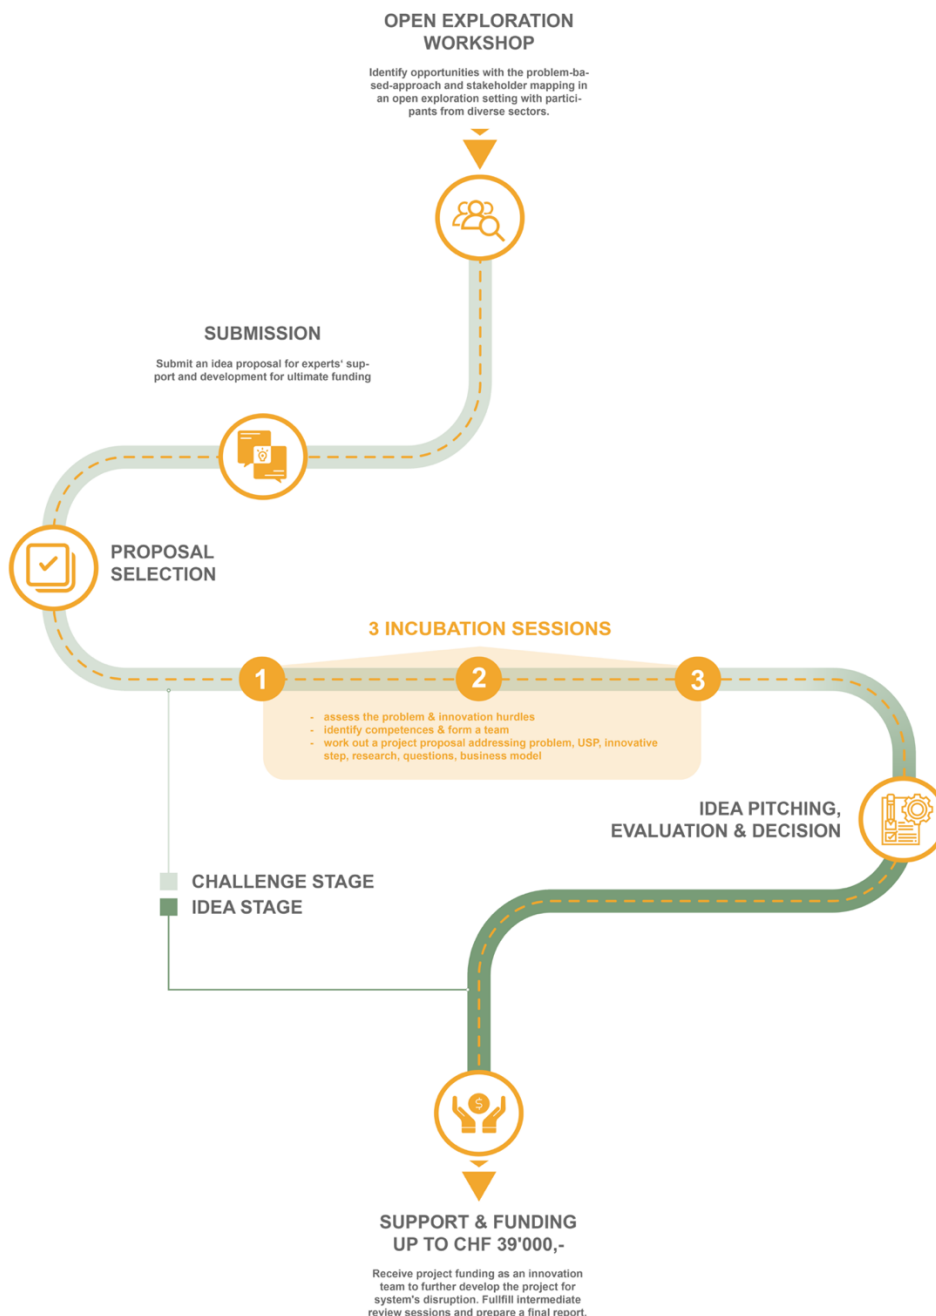 OPEN EXPLORATION
WORKSHOP
Identify opportunities with the problem-ba-
sed-approach and stakeholder mapping in
an open exploration setting with partici-
pants from diverse sectors.
SUBMISSION
Submit an idea proposal for experts' sup-
port and development for ultimate funding
PROPOSAL
SELECTION
3 INCUBATION SESSIONS
1
2
3
- assess the problem & innovation hurdles
- identify competences & form a team
- work out a project proposal addressing problem, USP, innovative
step, research, questions, business model
IDEA PITCHING,
EVALUATION & DECISION
CHALLENGE STAGE
IDEA STAGE
$
SUPPORT & FUNDING
UP TO CHF 39'000,-
Receive project funding as an innovation
team to further develop the project for
system's disruption. Fullfill intermediate
review sessions and prepare a final report.